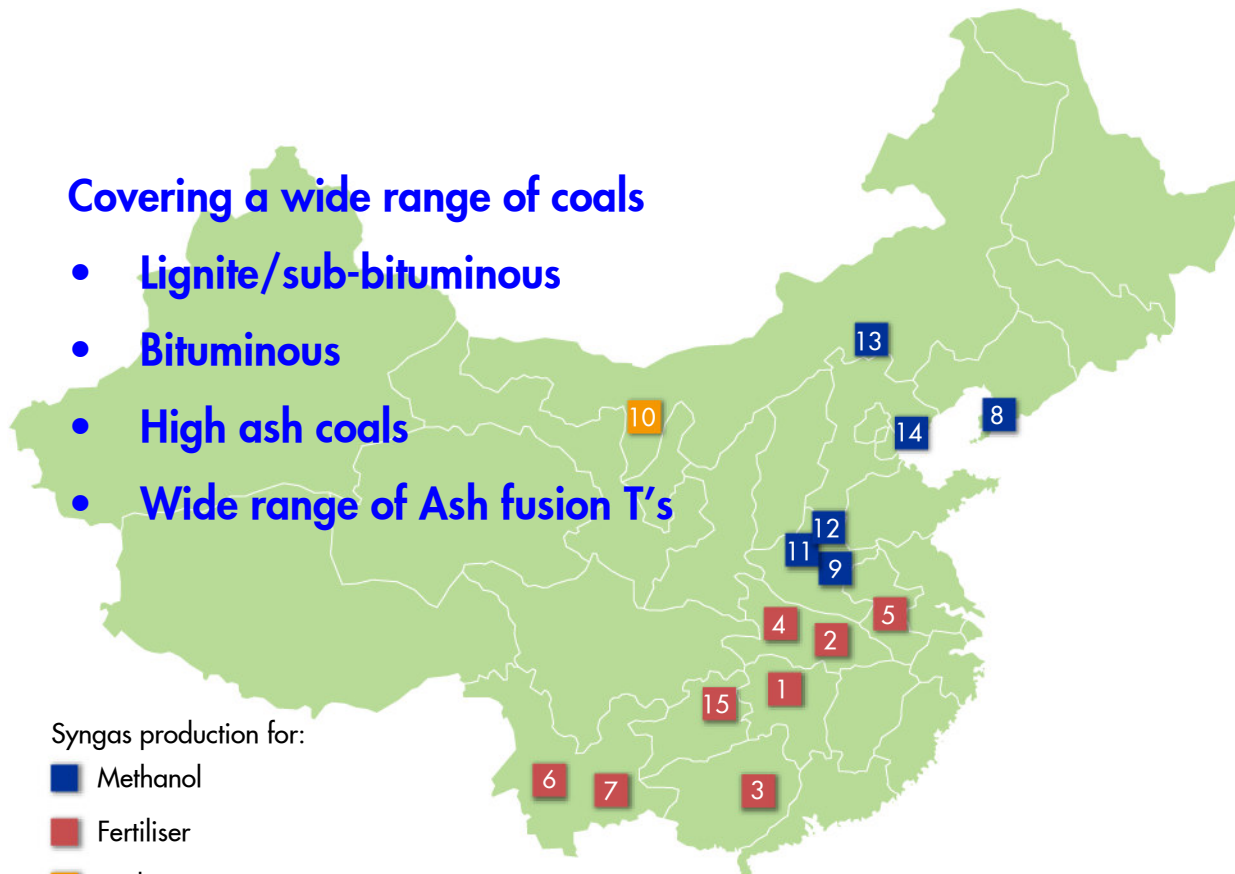 Covering a wide range of coals
• Lignite/sub-bituminous
• Bituminous
• High ash coals
• Wide range of Ash fusion T's
13
10
8
14
12
11
9
5
4
2
1
15
6
7
3
Syngas production for:
Methanol
Fertiliser